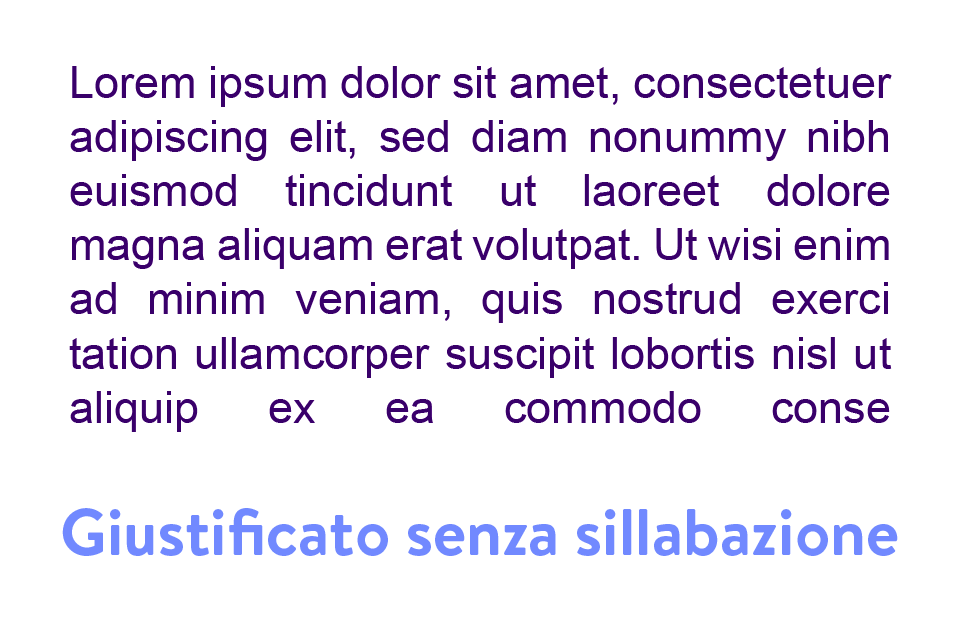 Lorem ipsum dolor sit amet, consectetuer
adipiscing elit, sed diam nonummy nibh
euismod tincidunt ut laoreet dolore
magna aliquam erat volutpat. Ut wisi enim
ad minim veniam, quis nostrud exerci
tation ullamcorper suscipit lobortis nisl ut
aliquip ex ea commodo conse
Giustificato senza sillabazione